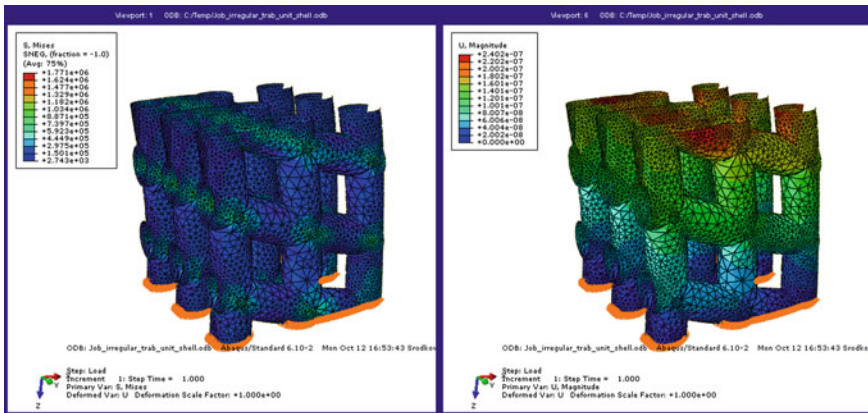 Viewport: 1 ODB: C:/Temp/Job_irregular_trab_unit_shell.odb
S, Mises
SNEG, (fraction = -1.0)
(Avg: 75%)
+1.771e+06
+1.624e+06
+1.477e+06
+1.329e+06
+1.182e+06
+1.034e+06
+8.871e+05
+7.397e+05
+5.923e+05
+4.449e+05
+2.975e+05
+1.501e+05
+2.743e+03
ODB: Job_irregular_trab_unit_shell.odb Abaqus/Standard 6.10-2 Mon Oct 12 16:53:43 Srodkow
Y
Z
Step: Load
Increment 1: Step Time = 1.000
Primary Var: S, Mises
Deformed Var: U Deformation Scale Factor: +1.000e+00
Viewport: 6 ODB: C:/Temp/Job_irregular_trab_unit_shell.odb
U, Magnitude
+2.402e-07
+2.202e-07
+2.002e-07
+1.802e-07
+1.601e-07
+1.401e-07
+1.201e-07
+1.001e-07
+8.007e-08
+6.006e-08
+4.004e-08
+2.002e-08
+0.000e+00
ODB: Job_irregular_trab_unit_shell.odb Abaqus/Standard 6.10-2 Mon Oct 12 16:53:43 Srodkow
Y
Z
Step: Load
Increment 1: Step Time = 1.000
Primary Var: U, Magnitude
Deformed Var: U Deformation Scale Factor: +1.000e+00